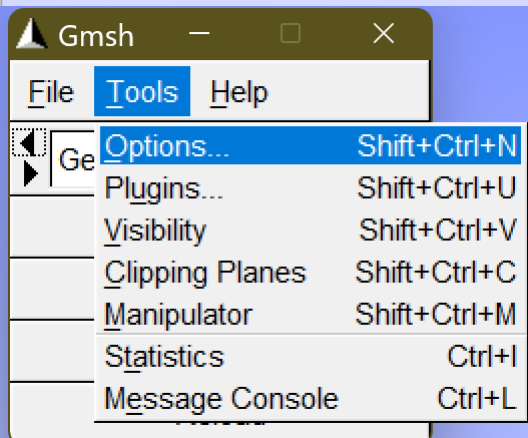 Gmsh
File Tools Help
Ge
Options... Shift+Ctrl+N
Plugins... Shift+Ctrl+U
Visibility Shift+Ctrl+V
Clipping Planes Shift+Ctrl+C
Manipulator Shift+Ctrl+M
Statistics Ctrl+I
Message Console Ctrl+L